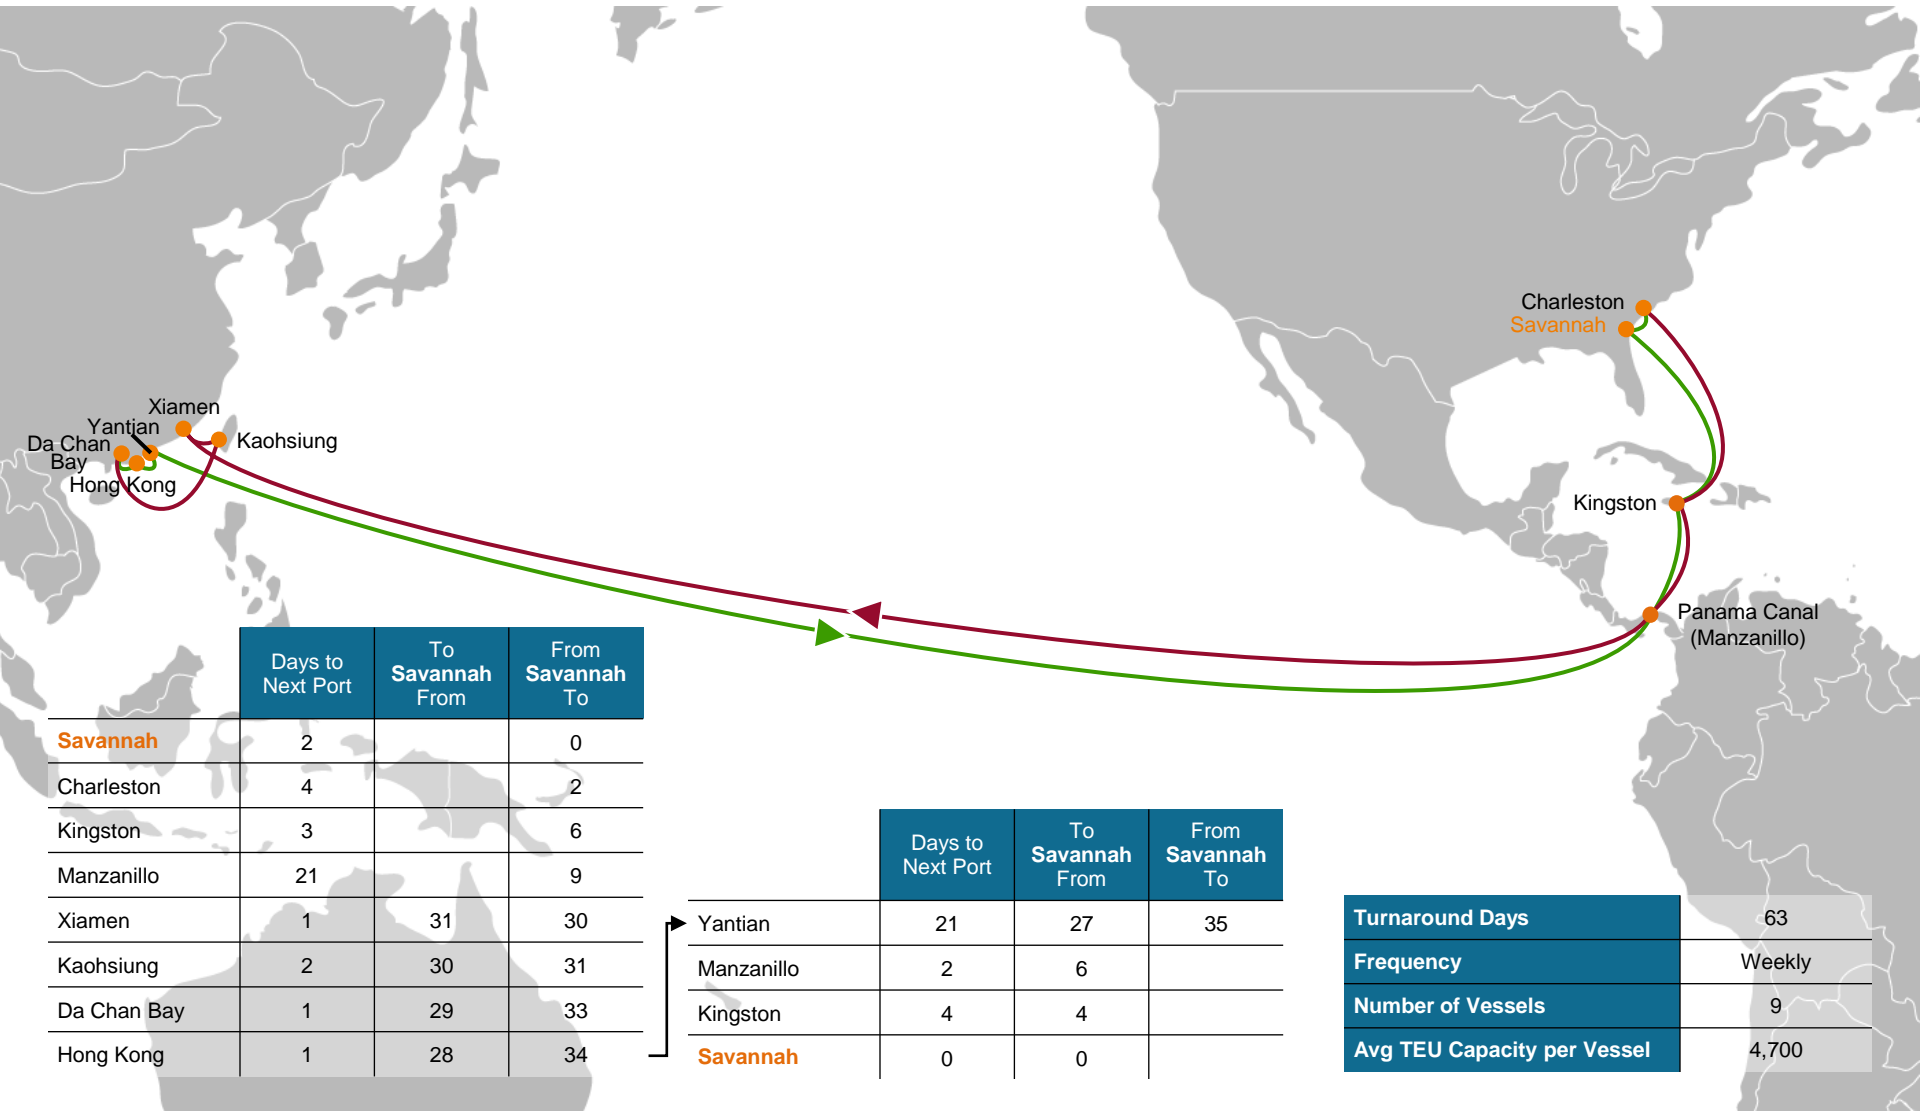 Charleston
Savannah
Xiamen
Yantian
Kaohsiung
Da Chan
Bay
Hong Kong
Kingston
Panama Canal
(Manzanillo)
Days to
Next Port
To
Savannah
From
From
Savannah
To
Savannah 2 0
Charleston 4 2
Kingston 3 6
Manzanillo 21 9
Xiamen 1 31 30
Kaohsiung 2 30 31
Da Chan Bay 1 29 33
Hong Kong 1 28 34
Days to
Next Port
To
Savannah
From
From
Savannah
To
Yantian 21 27 35
Manzanillo 2 6
Kingston 4 4
Savannah 0 0
Turnaround Days 63
Frequency Weekly
Number of Vessels 9
Avg TEU Capacity per Vessel 4,700